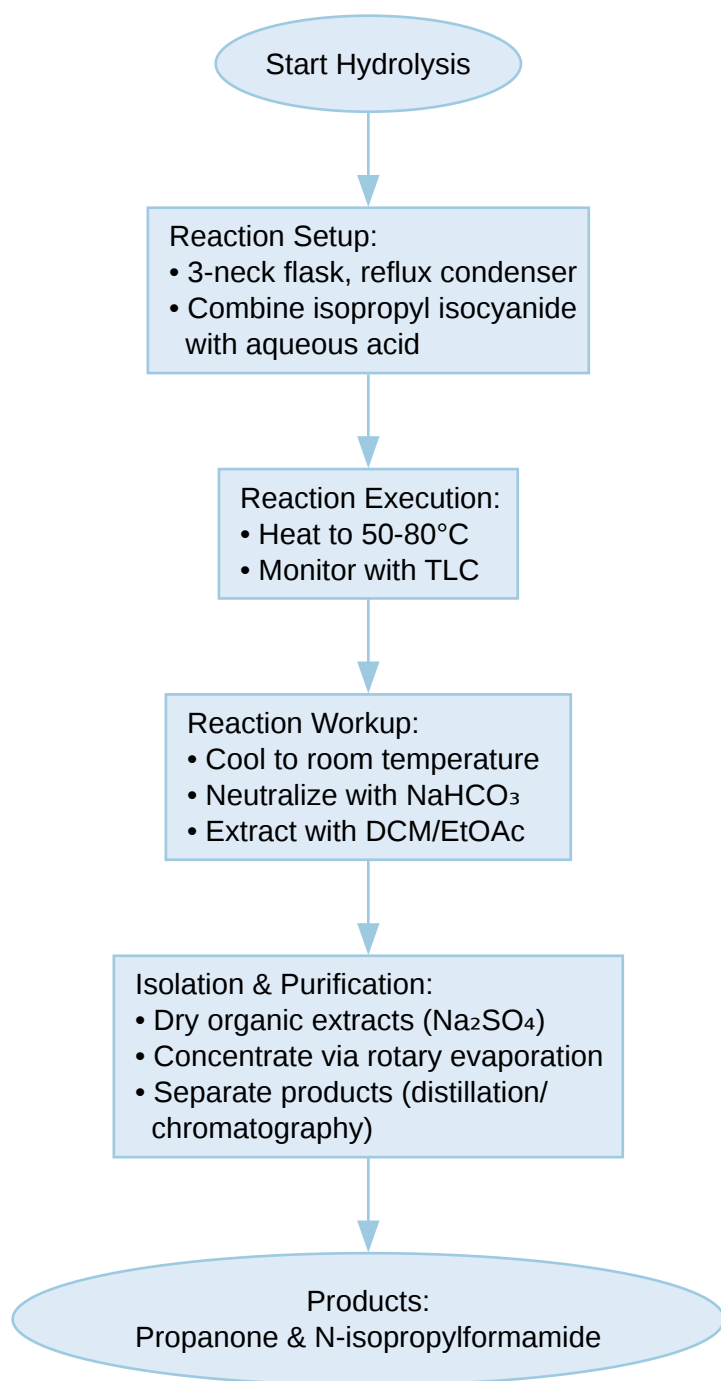 Start Hydrolysis
Reaction Setup:
• 3-neck flask, reflux condenser
• Combine isopropyl isocyanide
with aqueous acid
Reaction Execution:
• Heat to 50-80°C
• Monitor with TLC
Reaction Workup:
• Cool to room temperature
• Neutralize with NaHCO₃
• Extract with DCM/EtOAc
Isolation & Purification:
• Dry organic extracts (Na₂SO₄)
• Concentrate via rotary evaporation
• Separate products (distillation/
chromatography)
Products:
Propanone & N-isopropylformamide